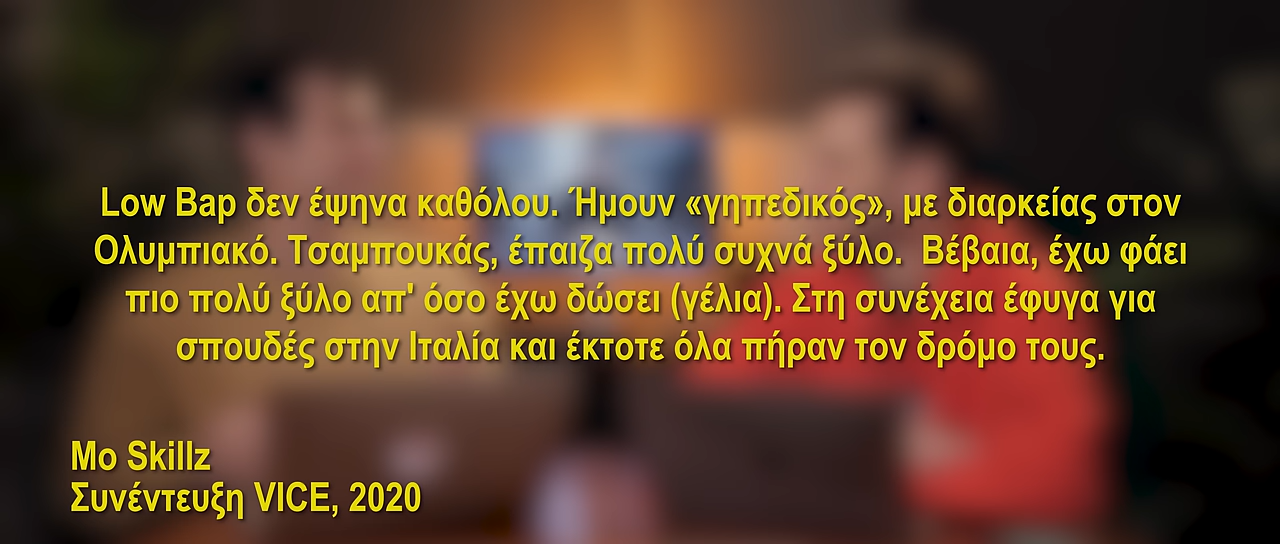 Low Bap δεν έψηνα καθόλου. Ήμουν «γηπεδικός», με διαρκείας στον
Ολυμπιακό. Τσαμπουκάς, έπαιζα πολύ συχνά ξύλο.  Βέβαια, έχω φάει
πιο πολύ ξύλο απ' όσο έχω δώσει (γέλια). Στη συνέχεια έφυγα για
σπουδές στην Ιταλία και έκτοτε όλα πήραν τον δρόμο τους.
Mo Skillz
Συνέντευξη VICE, 2020